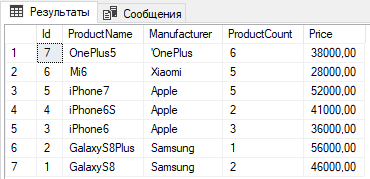 Результаты Сообщения
Id ProductName Manufacturer ProductCount Price
1 7 OnePlus5 'OnePlus 6 38000,00
2 6 Mi6 Xiaomi 5 28000,00
3 5 iPhone7 Apple 5 52000,00
4 4 iPhone6S Apple 2 41000,00
5 3 iPhone6 Apple 3 36000,00
6 2 GalaxyS8Plus Samsung 1 56000,00
7 1 GalaxyS8 Samsung 2 46000,00